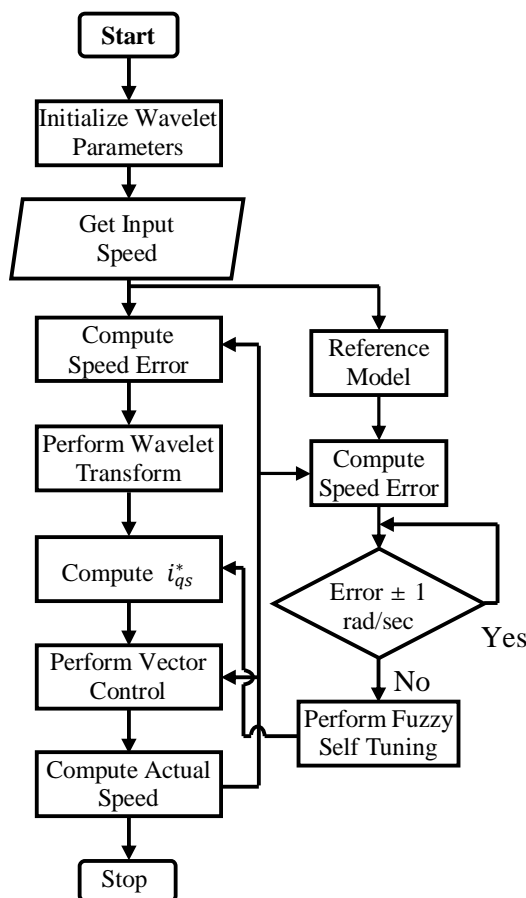 Start
Initialize Wavelet
Parameters
Get Input
Speed
Compute
Speed Error
Reference
Model
Perform Wavelet
Transform
Compute
Speed Error
Compute $i_{qs}^{*}$
Error ± 1
rad/sec
Yes
No
Perform Vector
Control
Perform Fuzzy
Self Tuning
Compute Actual
Speed
Stop